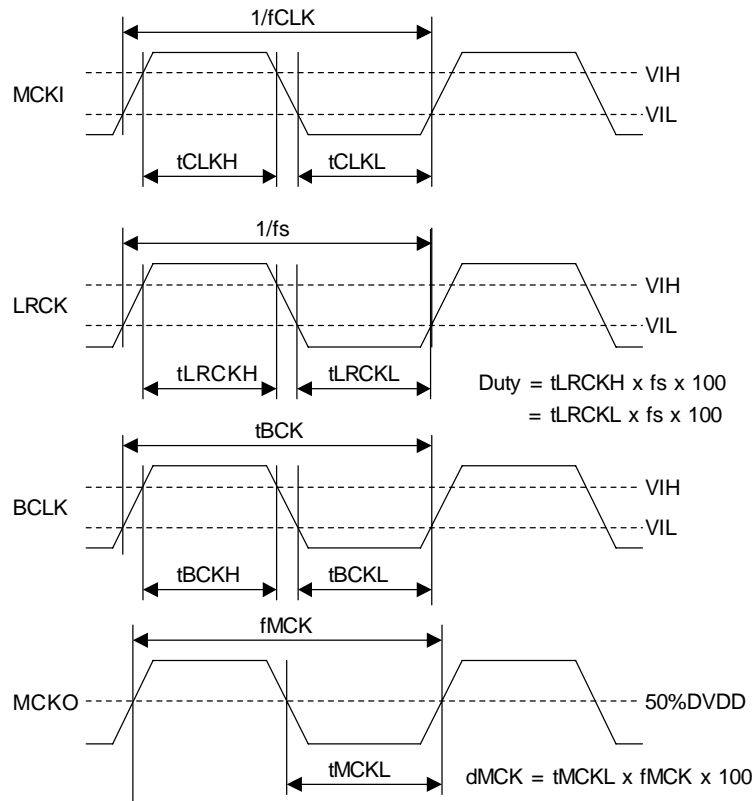 1/fCLK
MCKI
VIH
VIL
tCLKH
tCLKL
1/fs
LRCK
VIH
VIL
tLRCKH
tLRCKL
Duty = tLRCKH x fs x 100
= tLRCKL x fs x 100
tBCK
BCLK
VIH
VIL
tBCKH
tBCKL
fMCK
MCKO
50%DVDD
tMCKL
dMCK = tMCKL x fMCK x 100